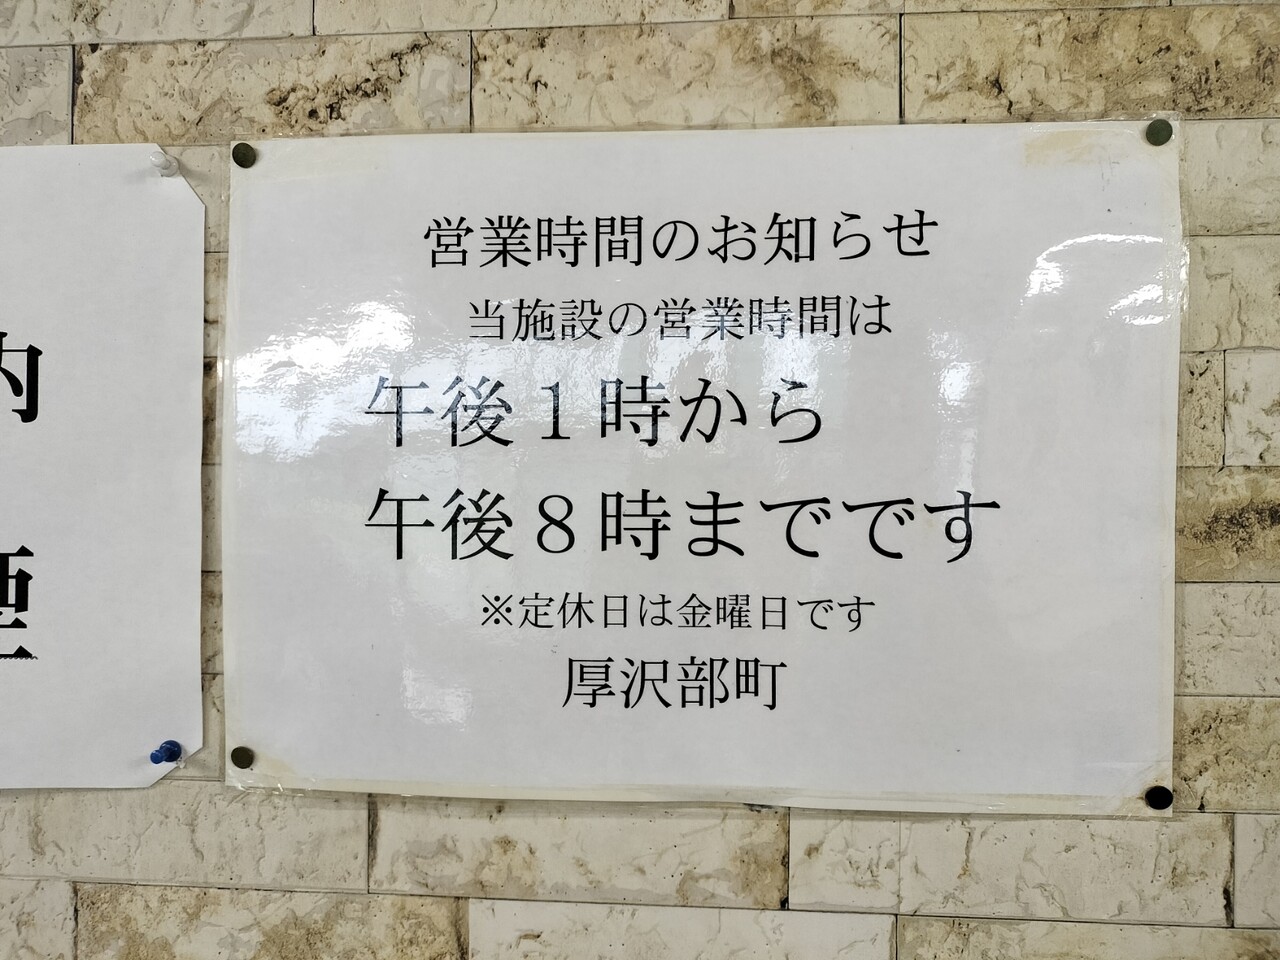 内
煙
営業時間のお知らせ
当施設の営業時間は
午後１時から
午後８時までです
※定休日は金曜日です
厚沢部町